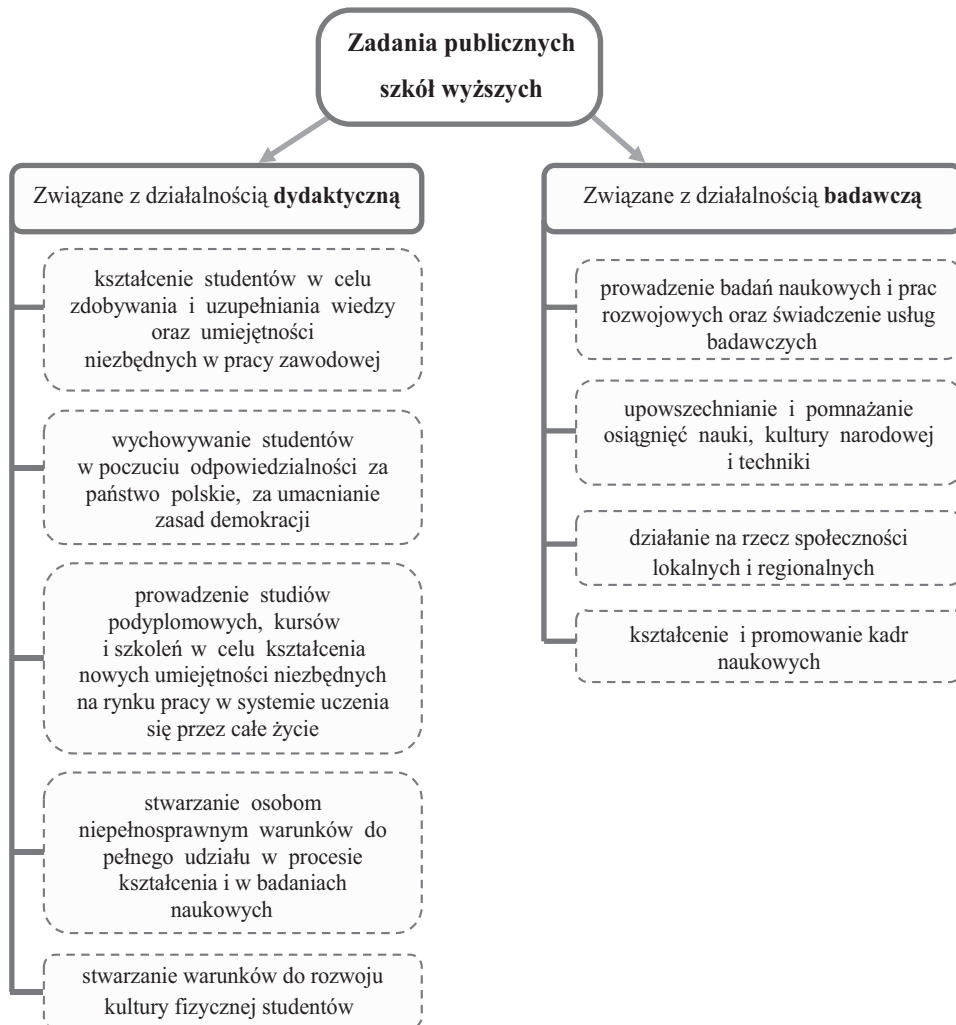 Zadania publicznych
szkół wyższych
Związane z działalnością dydaktyczną
kształcenie studentów w celu
zdobywania i uzupełniania wiedzy
oraz umiejętności
niezbędnych w pracy zawodowej
wychowywanie studentów
w poczuciu odpowiedzialności za
państwo polskie, za umacnianie
zasad demokracji
prowadzenie studiów
podyplomowych, kursów
i szkoleń w celu kształcenia
nowych umiejętności niezbędnych
na rynku pracy w systemie uczenia
się przez całe życie
stwarzanie osobom
niepełnosprawnym warunków do
pełnego udziału w procesie
kształcenia i w badaniach
naukowych
stwarzanie warunków do rozwoju
kultury fizycznej studentów
Związane z działalnością badawczą
prowadzenie badań naukowych i prac
rozwojowych oraz świadczenie usług
badawczych
upowszechnianie i pomnażanie
osiągnięć nauki, kultury narodowej
i techniki
działanie na rzecz społeczności
lokalnych i regionalnych
kształcenie i promowanie kadr
naukowych